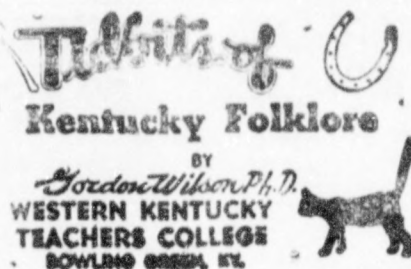 Tidbits of
Kentucky Folklore
BY
Gordon Wilson, Ph.D.
WESTERN KENTUCKY
TEACHERS COLLEGE
BOWLING GREEN, KY.